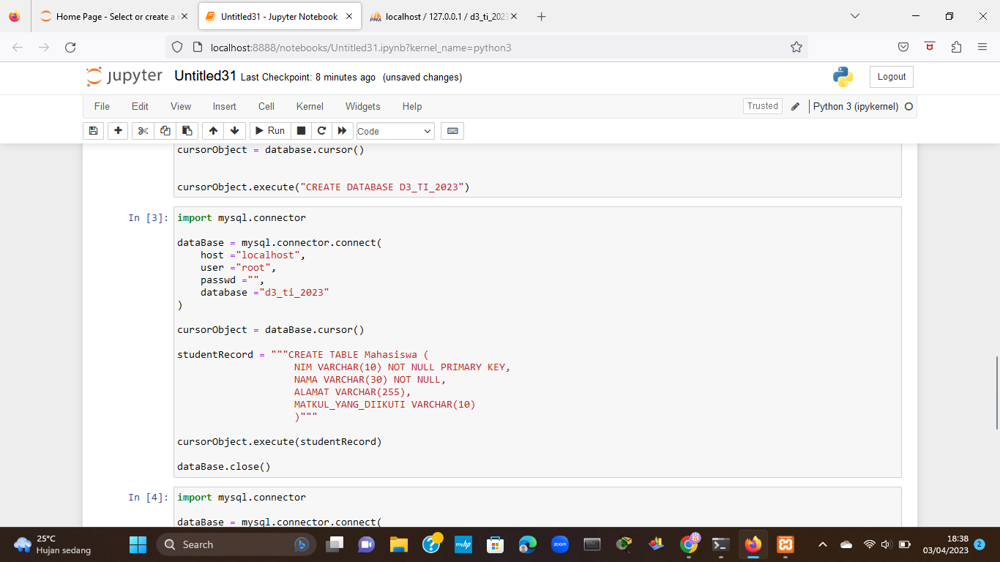 Home Page - Select or create a
Untitled31 - Jupyter Notebook
PMA
localhost / 127.0.0.1 / d3_ti_2023
localhost:8888/notebooks/Untitled31.ipynb?kernel_name=python3
jupyter Untitled31 Last Checkpoint: 8 minutes ago (unsaved changes)
Logout
File Edit View Insert Cell Kernel Widgets Help
Trusted
Python 3 (ipykernel)
Run
Code
cursorObject = database.cursor()
cursorObject.execute("CREATE DATABASE D3_TI_2023")
In [3]:
import mysql.connector
dataBase = mysql.connector.connect(
host ="localhost",
user ="root",
passwd ="",
database ="d3_ti_2023"
)
cursorObject = dataBase.cursor()
studentRecord = """CREATE TABLE Mahasiswa (
NIM VARCHAR(10) NOT NULL PRIMARY KEY,
NAMA VARCHAR(30) NOT NULL,
ALAMAT VARCHAR(255),
MATKUL_YANG_DIIKUTI VARCHAR(10)
)"""
cursorObject.execute(studentRecord)
dataBase.close()
In [4]:
import mysql.connector
dataBase = mysql.connector.connect(
25°C
Hujan sedang
Search
myhp
zoom
18:38
03/04/2023
2